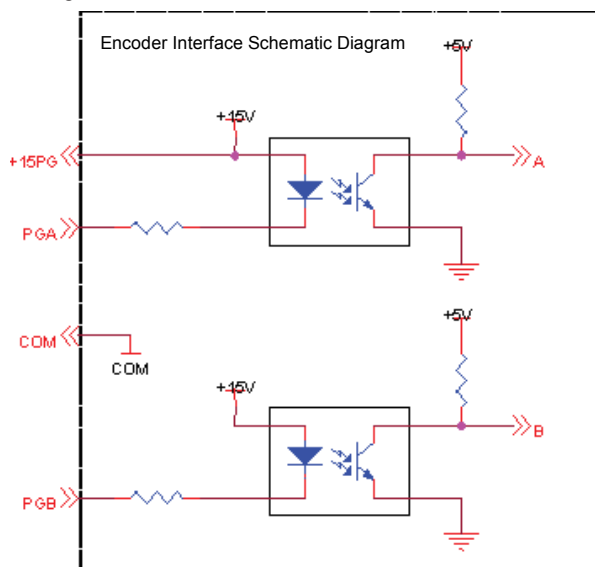 Encoder Interface Schematic Diagram
+5V
+15V
+15PG
A
PGA
+5V
COM
COM
+15V
B
PGB